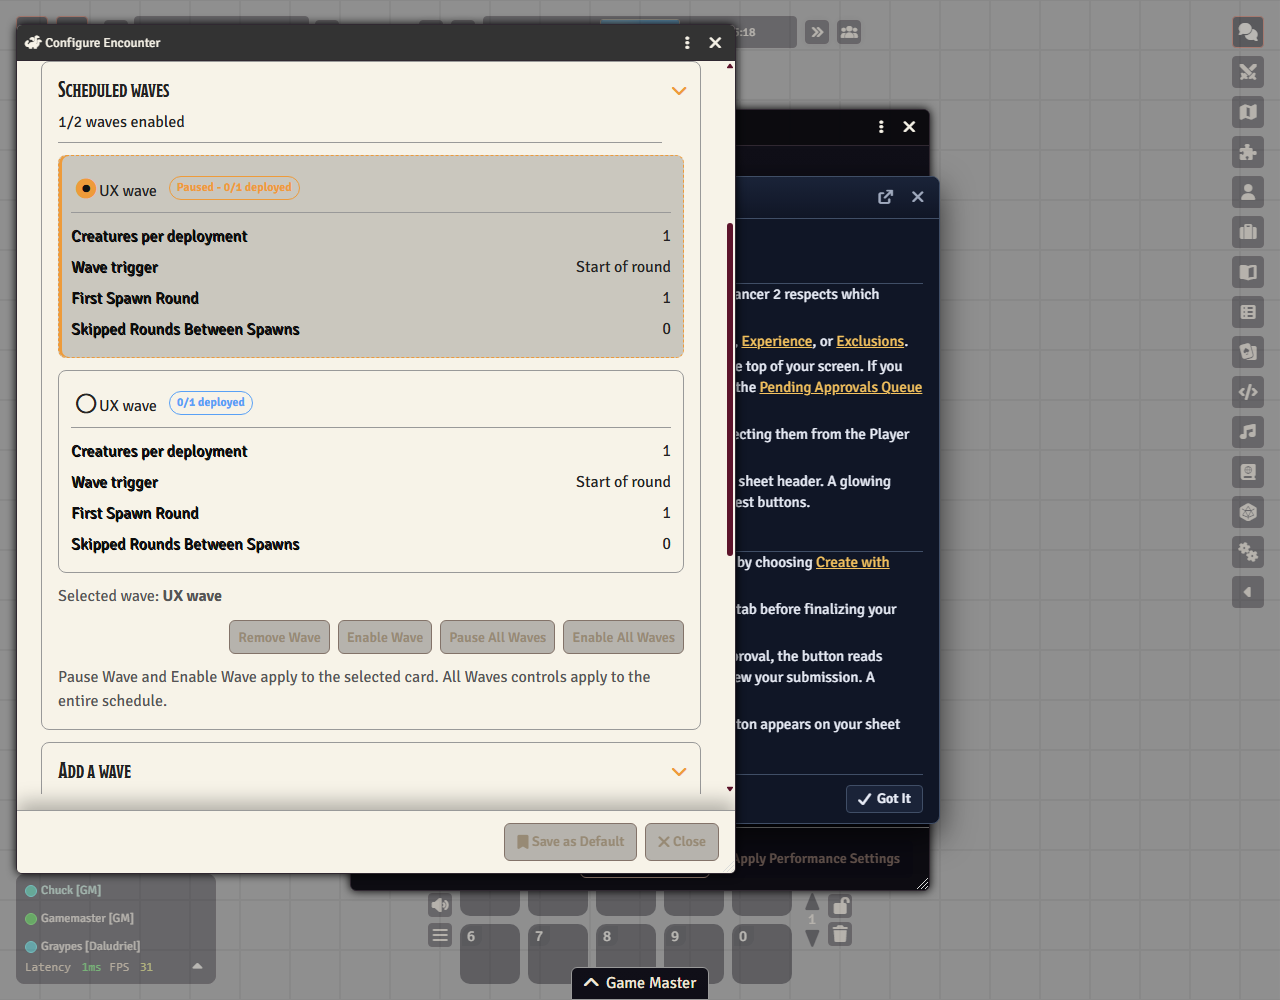 :18
Configure Encounter
Scheduled waves
1/2 waves enabled
UX wave
Paused - 0/1 deployed
Creatures per deployment
1
Wave trigger
Start of round
First Spawn Round
1
Skipped Rounds Between Spawns
0
UX wave
0/1 deployed
Creatures per deployment
1
Wave trigger
Start of round
First Spawn Round
1
Skipped Rounds Between Spawns
0
Selected wave: UX wave
Remove Wave
Enable Wave
Pause All Waves
Enable All Waves
Pause Wave and Enable Wave apply to the selected card. All Waves controls apply to the
entire schedule.
Add a wave
Save as Default
Close
ancer 2 respects which
, Experience, or Exclusions.
e top of your screen. If you
the Pending Approvals Queue
ecting them from the Player
sheet header. A glowing
est buttons.
by choosing Create with
tab before finalizing your
roval, the button reads
ew your submission. A
ton appears on your sheet
Got It
Apply Performance Settings
Chuck [GM]
Gamemaster [GM]
Graypes [Daludriel]
Latency 1ms FPS 31
1
6
7
8
9
0
Game Master